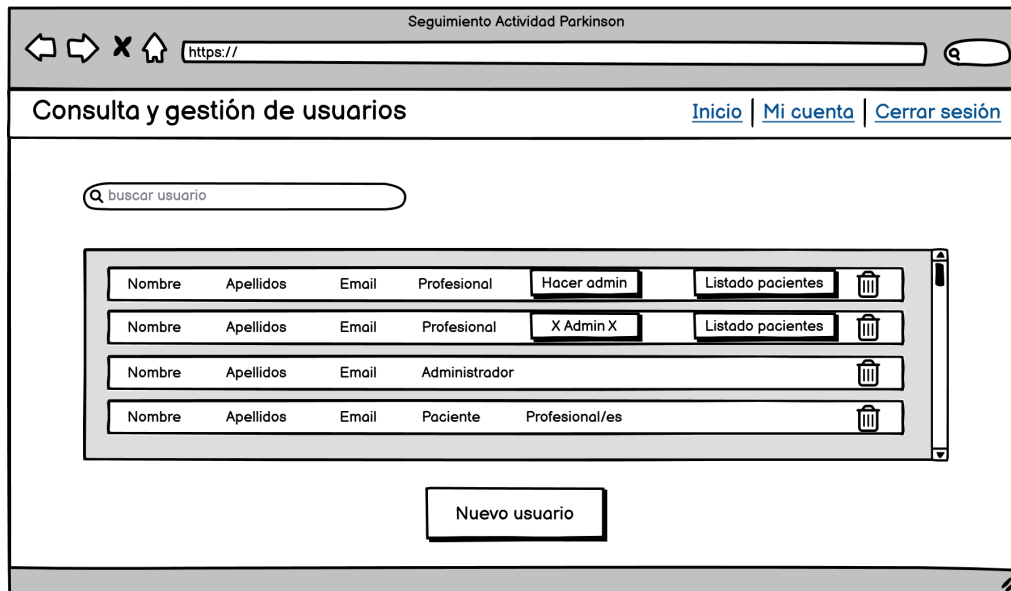 Seguimiento Actividad Parkinson
https://
Consulta y gestión de usuarios Inicio Mi cuenta Cerrar sesión
buscar usuario
Nombre Apellidos Email Profesional Hacer admin Listado pacientes
Nombre Apellidos Email Profesional X Admin X Listado pacientes
Nombre Apellidos Email Administrador
Nombre Apellidos Email Paciente Profesional/es
Nuevo usuario